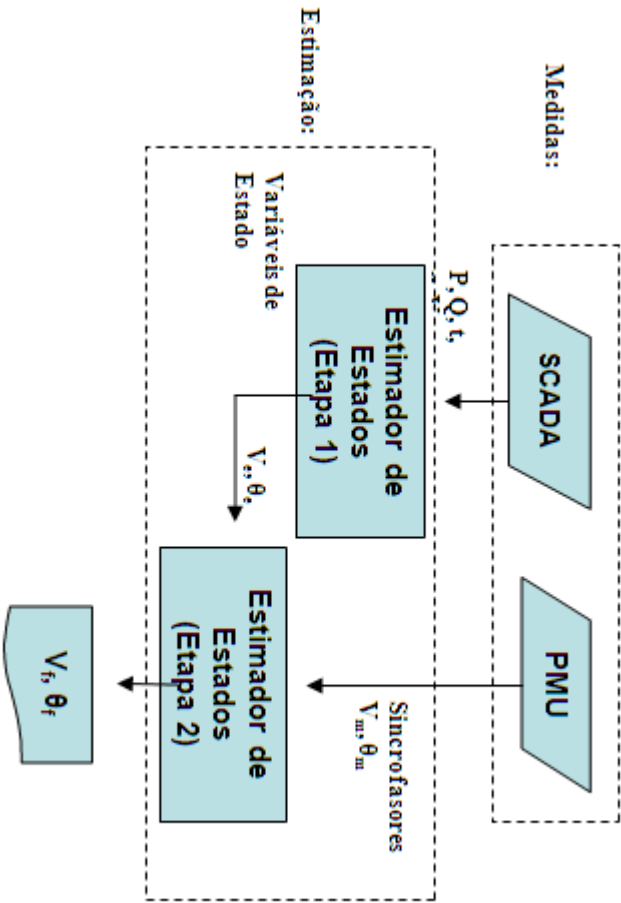 Medidas:
SCADA
PMU
P, Q, t,
Sincrofasores
Vm, θm
Estimação:
Estimador de
Estados
(Etapa 1)
Variáveis de
Estado
Ve, θe
Estimador de
Estados
(Etapa 2)
Vf, θf